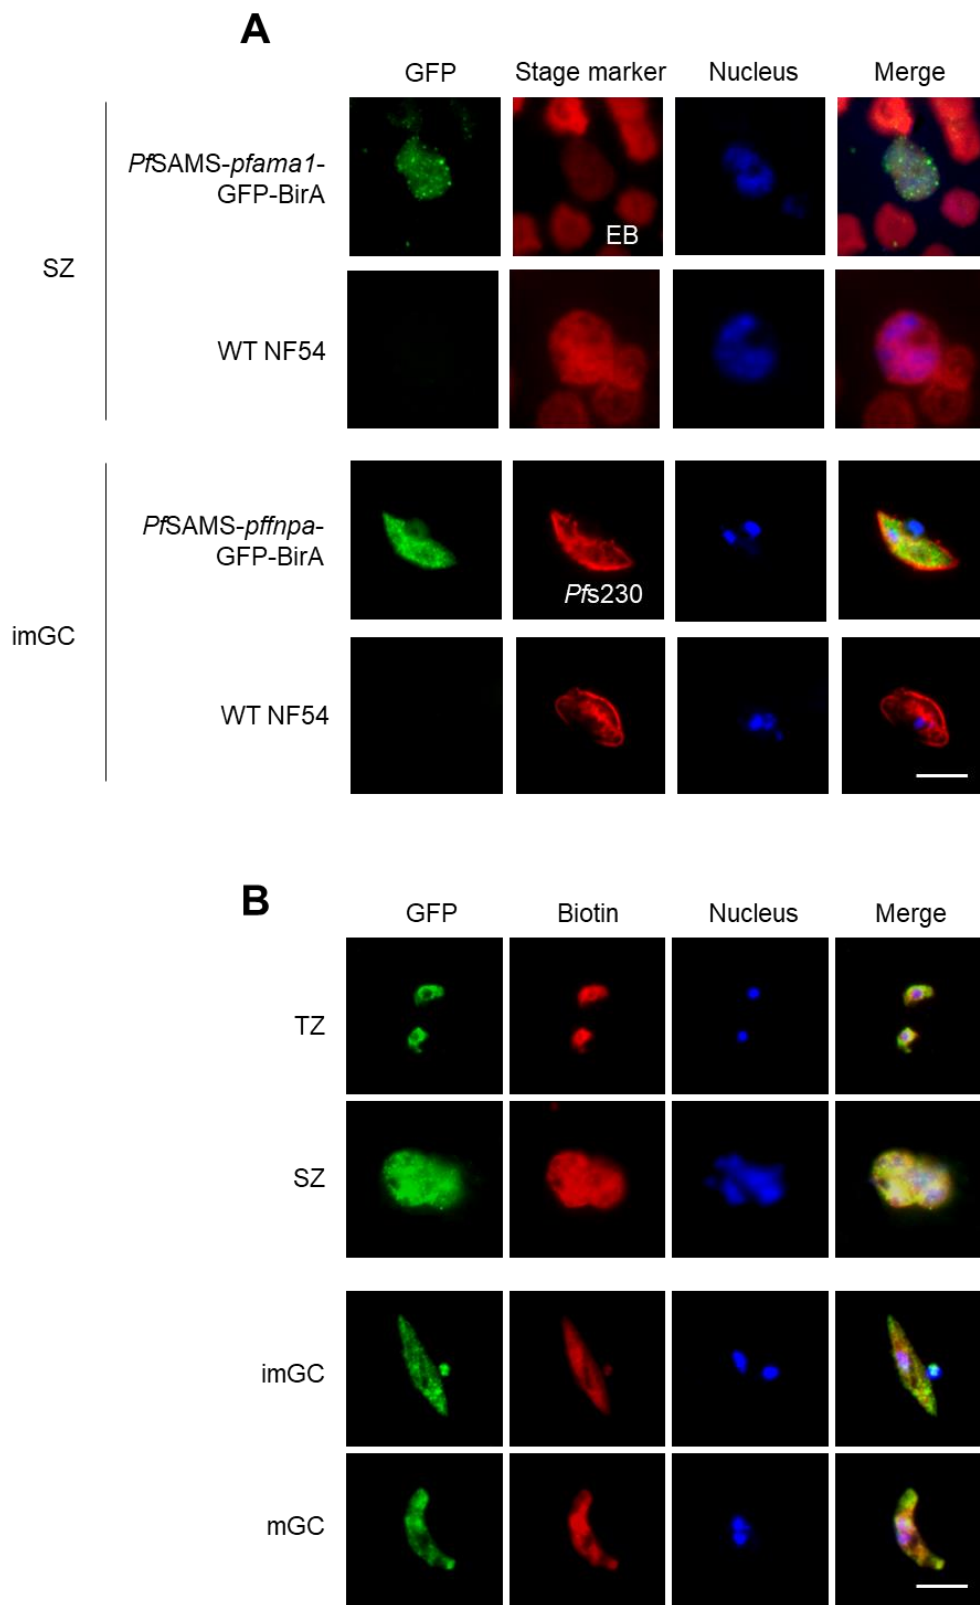 A
GFP Stage marker Nucleus Merge
PfSAMS-pfama1-
GFP-BirA
EB
SZ
WT NF54
PfSAMS-pffnpa-
GFP-BirA
Pfs230
imGC
WT NF54
B
GFP Biotin Nucleus Merge
TZ
SZ
imGC
mGC